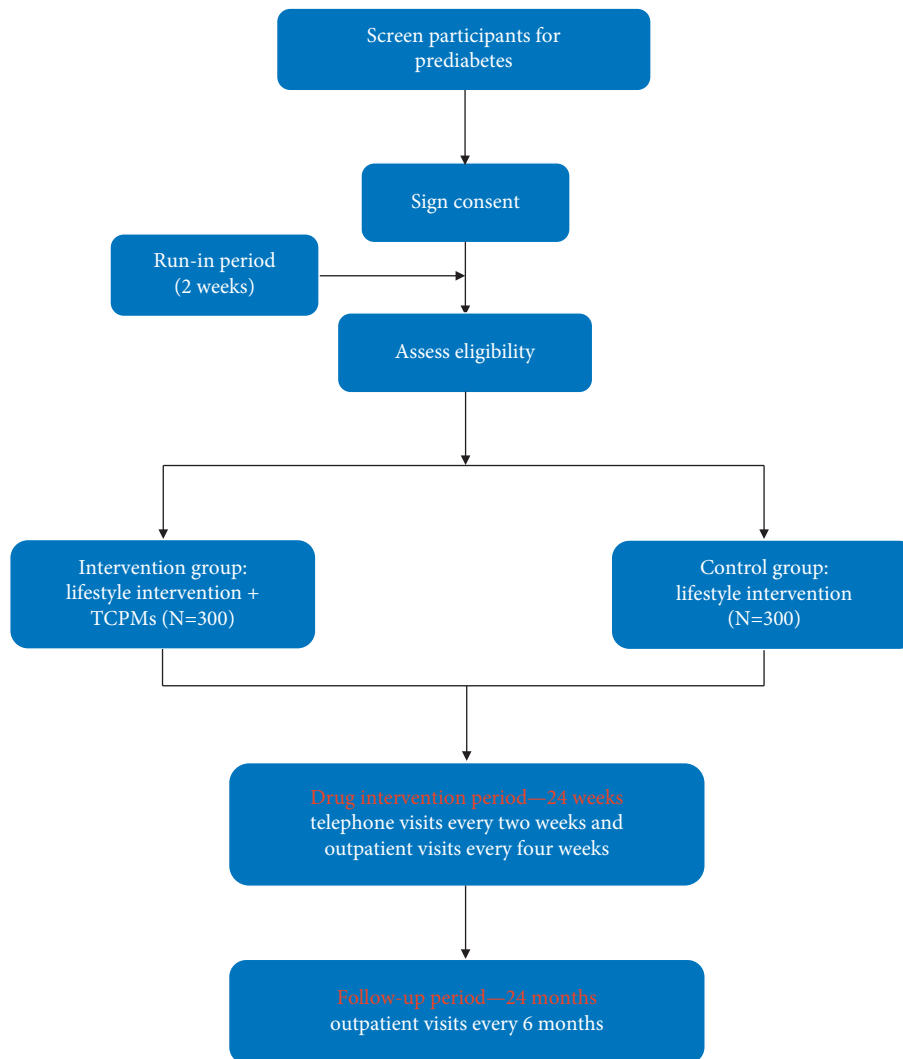 Screen participants for
prediabetes
Sign consent
Run-in period
(2 weeks)
Assess eligibility
Intervention group:
lifestyle intervention +
TCPMs (N=300)
Control group:
lifestyle intervention
(N=300)
Drug intervention period—24 weeks
telephone visits every two weeks and
outpatient visits every four weeks
Follow-up period—24 months
outpatient visits every 6 months